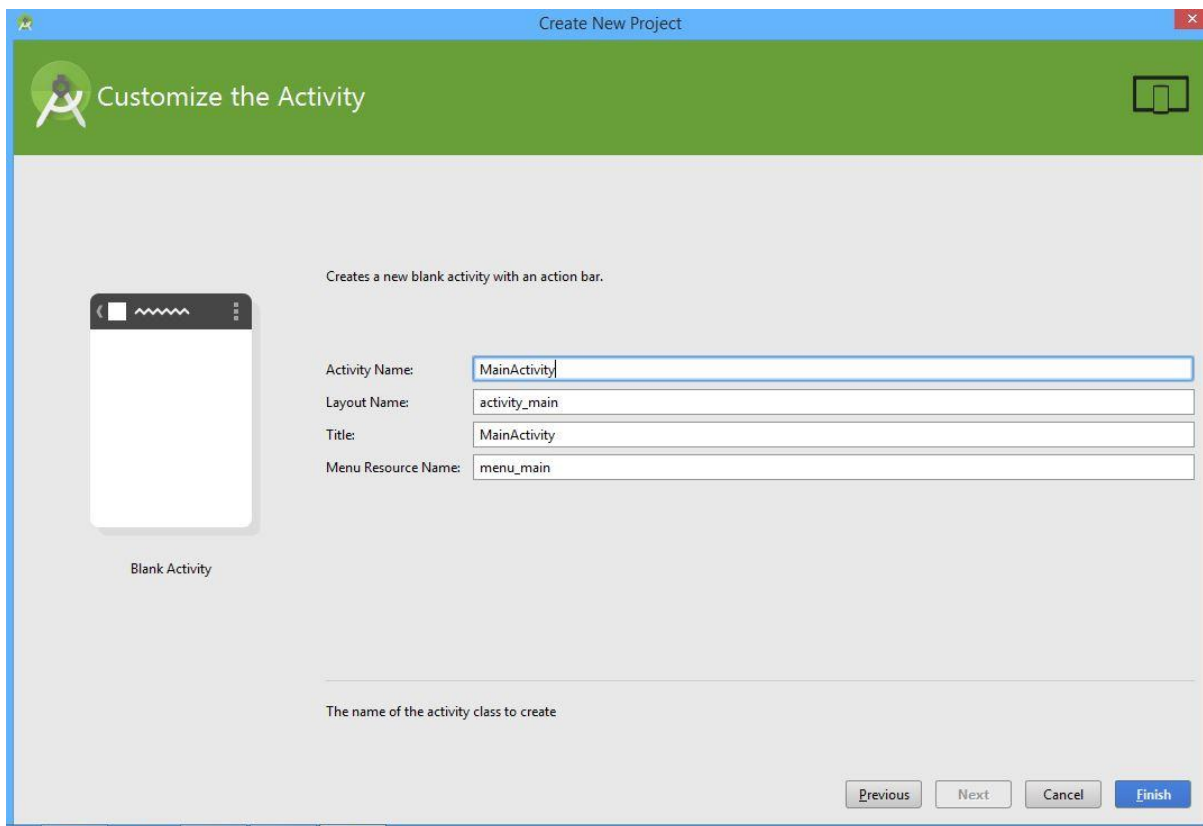 Create New Project
Customize the Activity
Creates a new blank activity with an action bar.
Activity Name: MainActivity
Layout Name: activity_main
Title: MainActivity
Menu Resource Name: menu_main
Blank Activity
The name of the activity class to create
Previous Next Cancel Finish